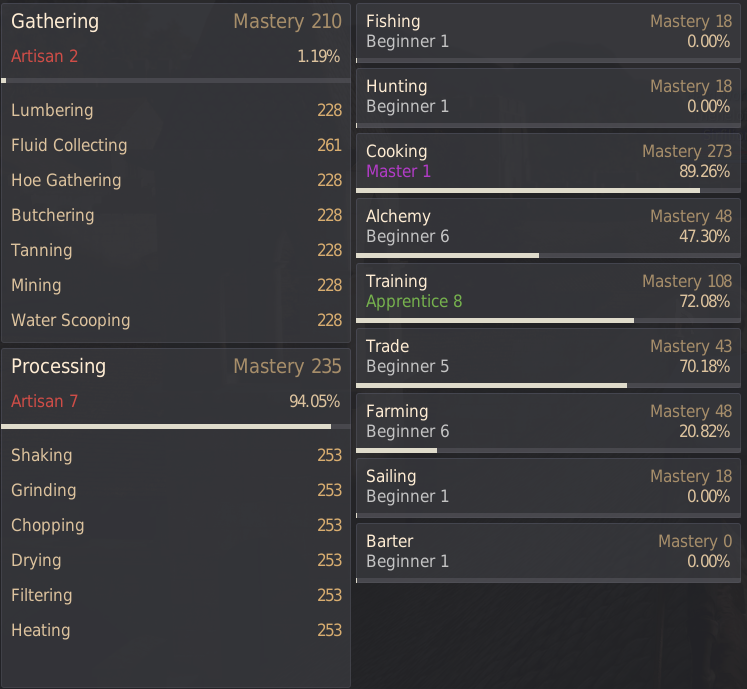 Gathering Mastery 210
Artisan 2 1.19%
Lumbering 228
Fluid Collecting 261
Hoe Gathering 228
Butchering 228
Tanning 228
Mining 228
Water Scooping 228
Processing Mastery 235
Artisan 7 94.05%
Shaking 253
Grinding 253
Chopping 253
Drying 253
Filtering 253
Heating 253
Fishing Mastery 18
Beginner 1 0.00%
Hunting Mastery 18
Beginner 1 0.00%
Cooking Mastery 273
Master 1 89.26%
Alchemy Mastery 48
Beginner 6 47.30%
Training Mastery 108
Apprentice 8 72.08%
Trade Mastery 43
Beginner 5 70.18%
Farming Mastery 48
Beginner 6 20.82%
Sailing Mastery 18
Beginner 1 0.00%
Barter Mastery 0
Beginner 1 0.00%